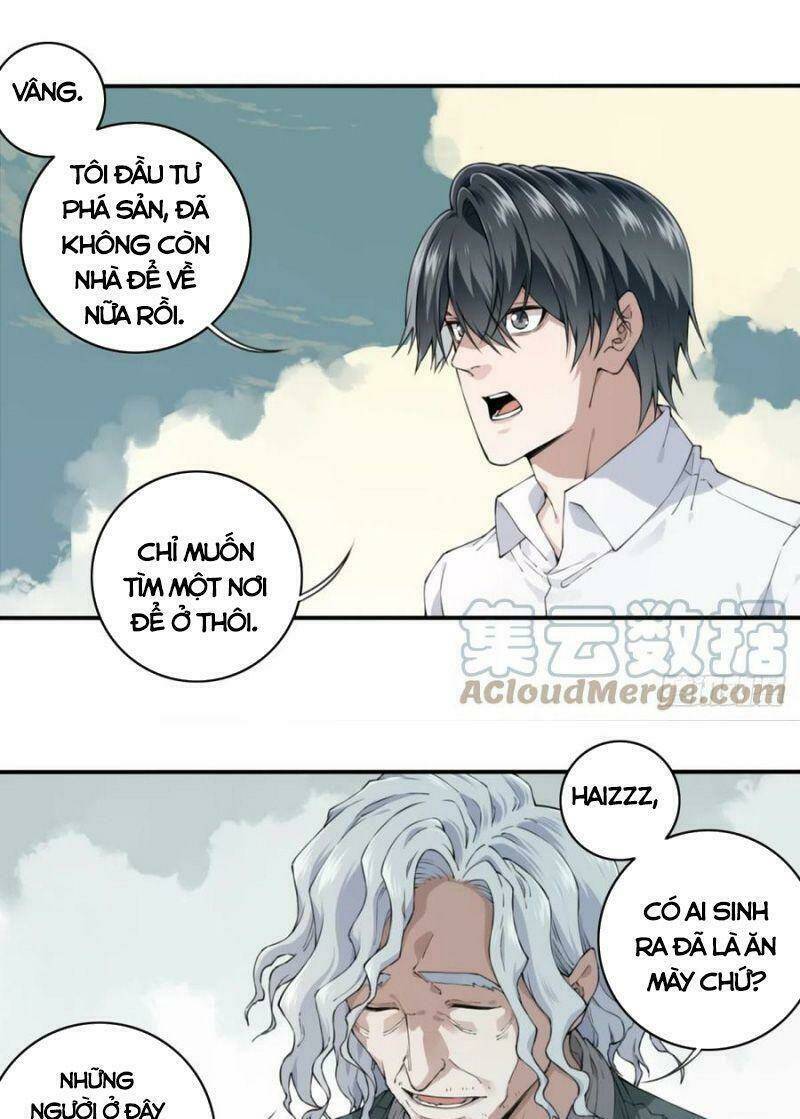 VÂNG.
TÔI ĐẦU TƯ
PHÁ SẢN, ĐÃ
KHÔNG CÒN
NHÀ ĐỂ VỀ
NỮA RỒI.
CHỈ MUỐN
TÌM MỘT NƠI
ĐỂ Ở THÔI.
集云数据
ACloudMerge.com
HAIZZZ,
CÓ AI SINH
RA ĐÃ LÀ ĂN
MÀY CHỨ?
NHỮNG
NGƯỜI Ở ĐÂY